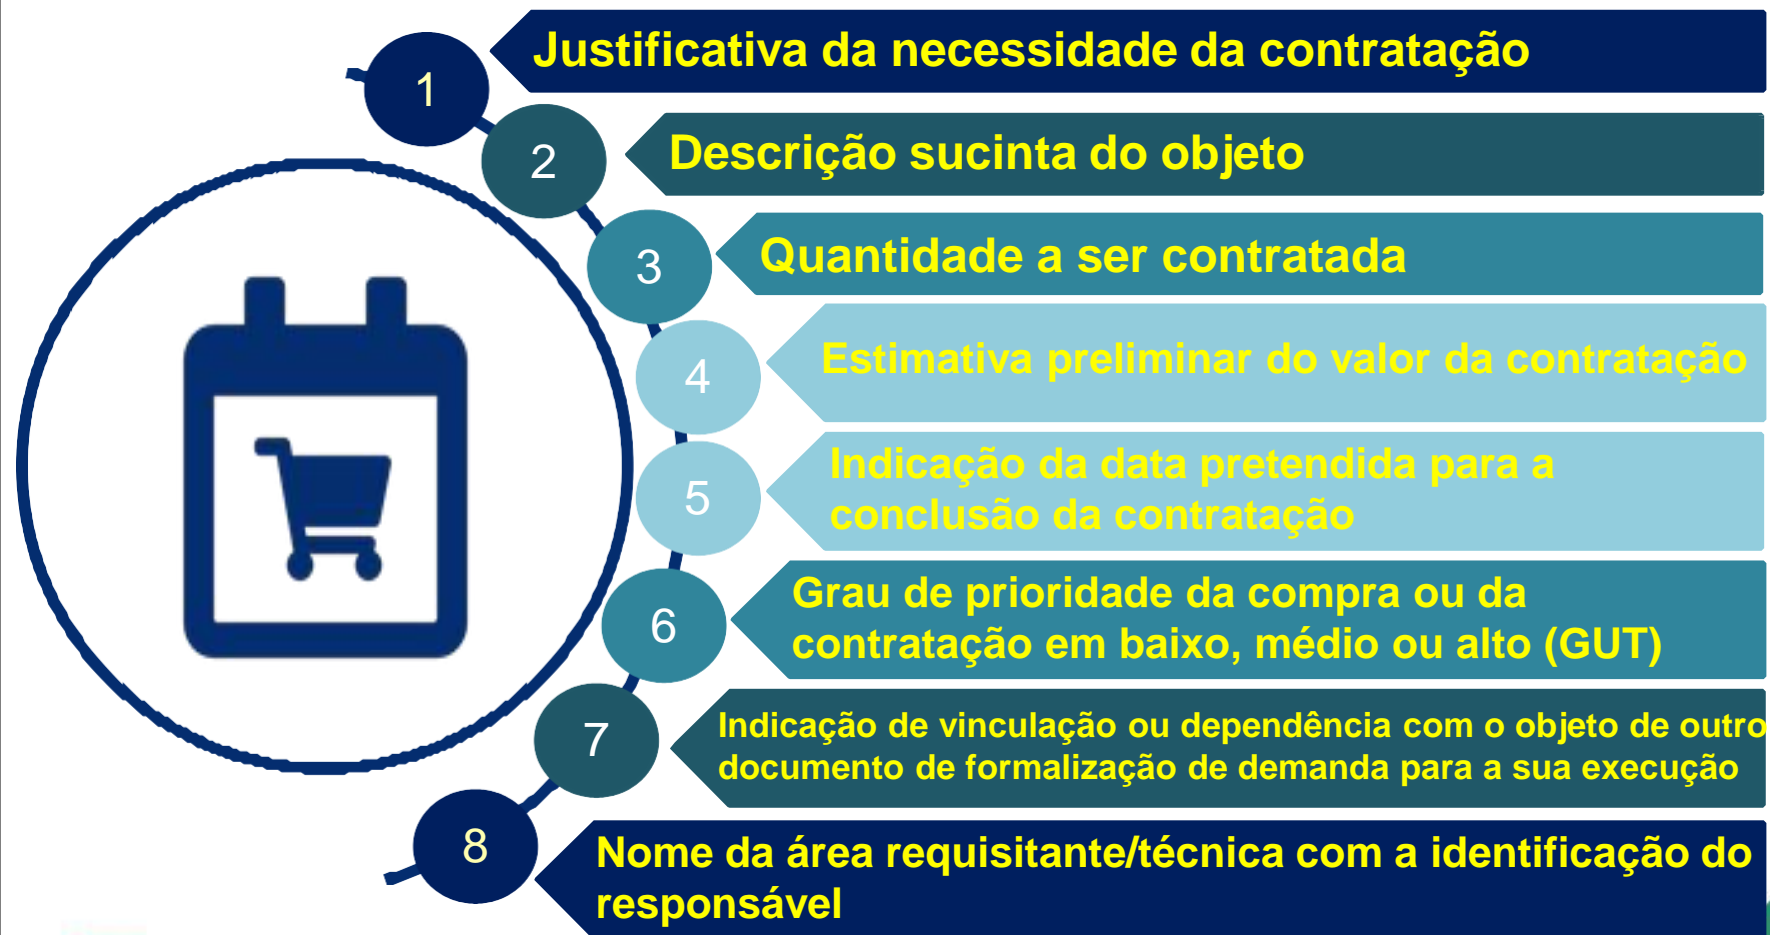 1
Justificativa da necessidade da contratação
2
Descrição sucinta do objeto
3
Quantidade a ser contratada
4
Estimativa preliminar do valor da contratação
5
Indicação da data pretendida para a
conclusão da contratação
6
Grau de prioridade da compra ou da
contratação em baixo, médio ou alto (GUT)
7
Indicação de vinculação ou dependência com o objeto de outro
documento de formalização de demanda para a sua execução
8
Nome da área requisitante/técnica com a identificação do
responsável